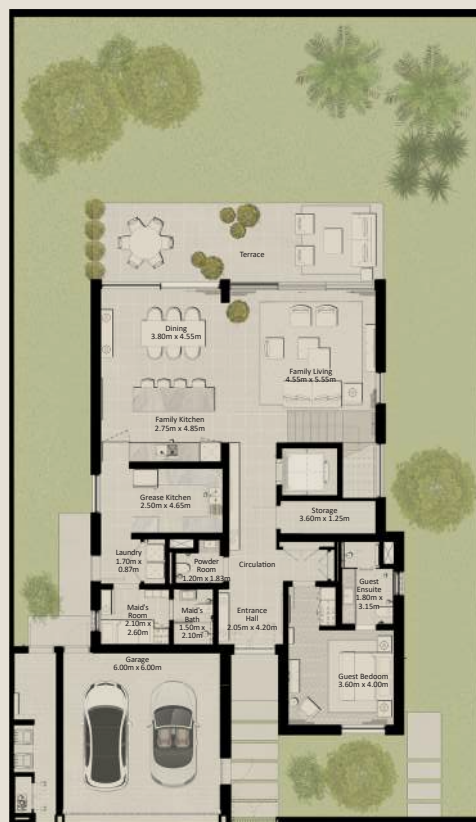 Terrace
Dining
3.80m x 4.55m
Family Living
4.55m x 5.55m
Family Kitchen
2.75m x 4.85m
Grease Kitchen
2.50m x 4.65m
Storage
3.60m x 1.25m
Laundry
1.70m x
0.87m
Powder
Room
1.20m x 1.83m
Circulation
Guest
Ensuite
1.80m x
3.15m
Maid's
Room
2.10m x
2.60m
Maid's
Bath
1.50m x
2.10m
Entrance
Hall
2.05m x 4.20m
Garage
6.00m x 6.00m
Guest Bedoom
3.60m x 4.00m